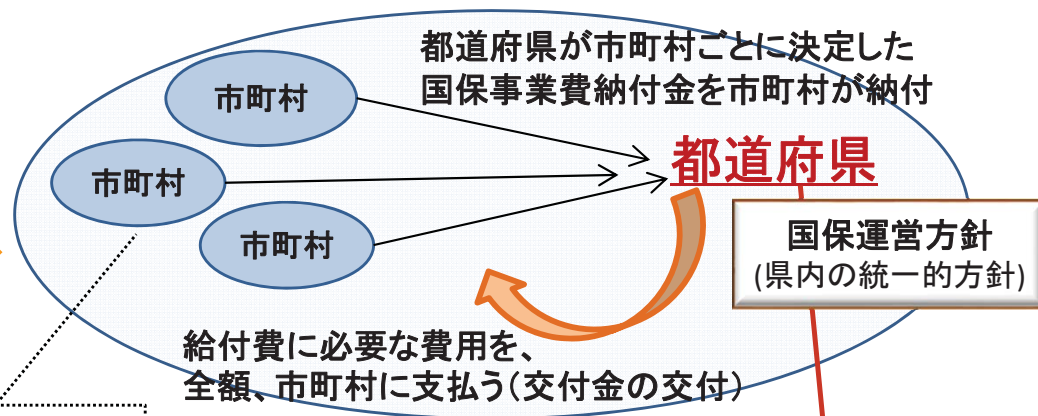 都道府県が市町村ごとに決定した
国保事業費納付金を市町村が納付
市町村
市町村
市町村
都道府県
国保運営方針
(県内の統一的方針)
給付費に必要な費用を、
全額、市町村に支払う(交付金の交付)